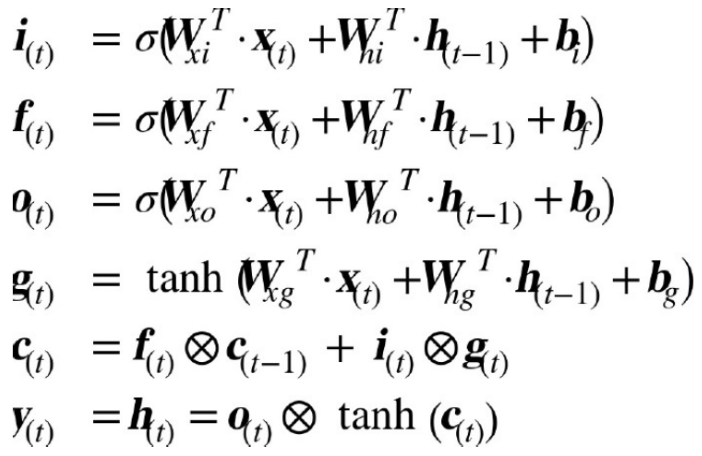 i(t) = σ(Wxi^T · x(t) + Whi^T · h(t−1) + bi)
f(t) = σ(Wxf^T · x(t) + Whf^T · h(t−1) + bf)
o(t) = σ(Wxo^T · x(t) + Who^T · h(t−1) + bo)
g(t) = tanh (Wxg^T · x(t) + Whg^T · h(t−1) + bg)
c(t) = f(t) ⊗ c(t−1) + i(t) ⊗ g(t)
y(t) = h(t) = o(t) ⊗ tanh (c(t))